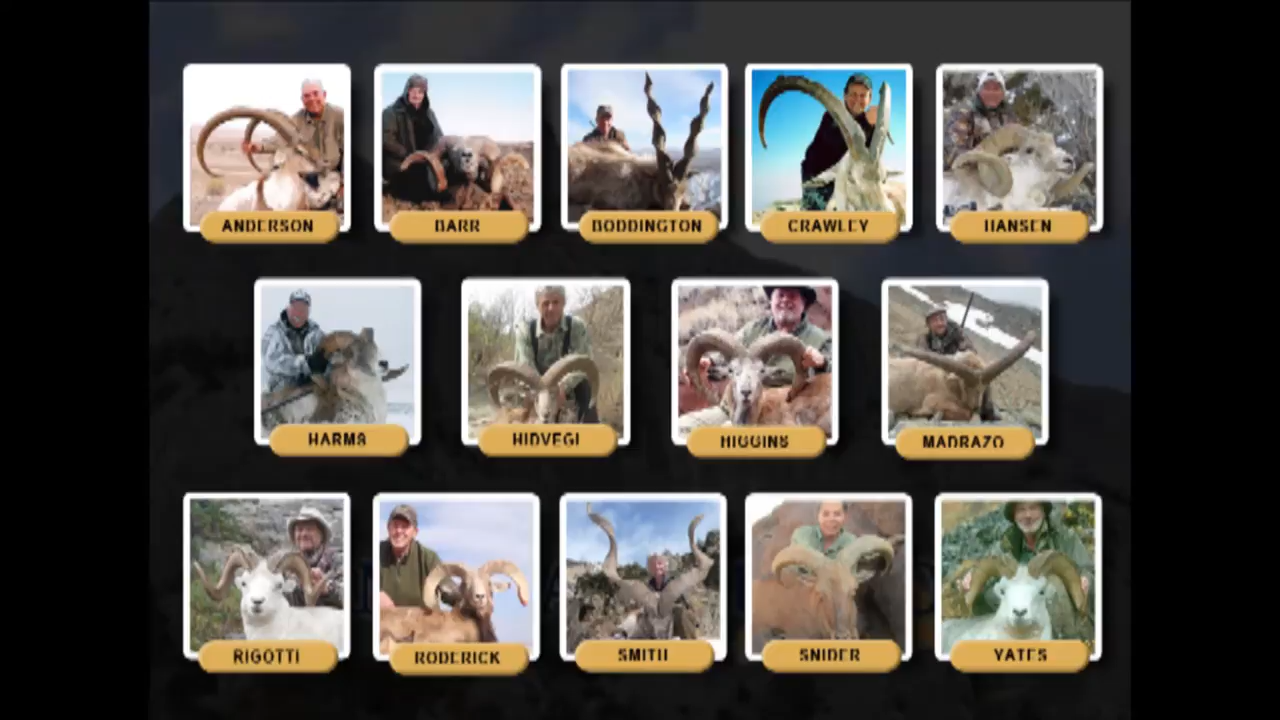 ANDERSON
BARR
BODDINGTON
CRAWLEY
HANSEN
HARMS
HIDVEGI
HIGGINS
MADRAZO
RIGOTTI
RODERICK
SMITH
SNIDER
YATES